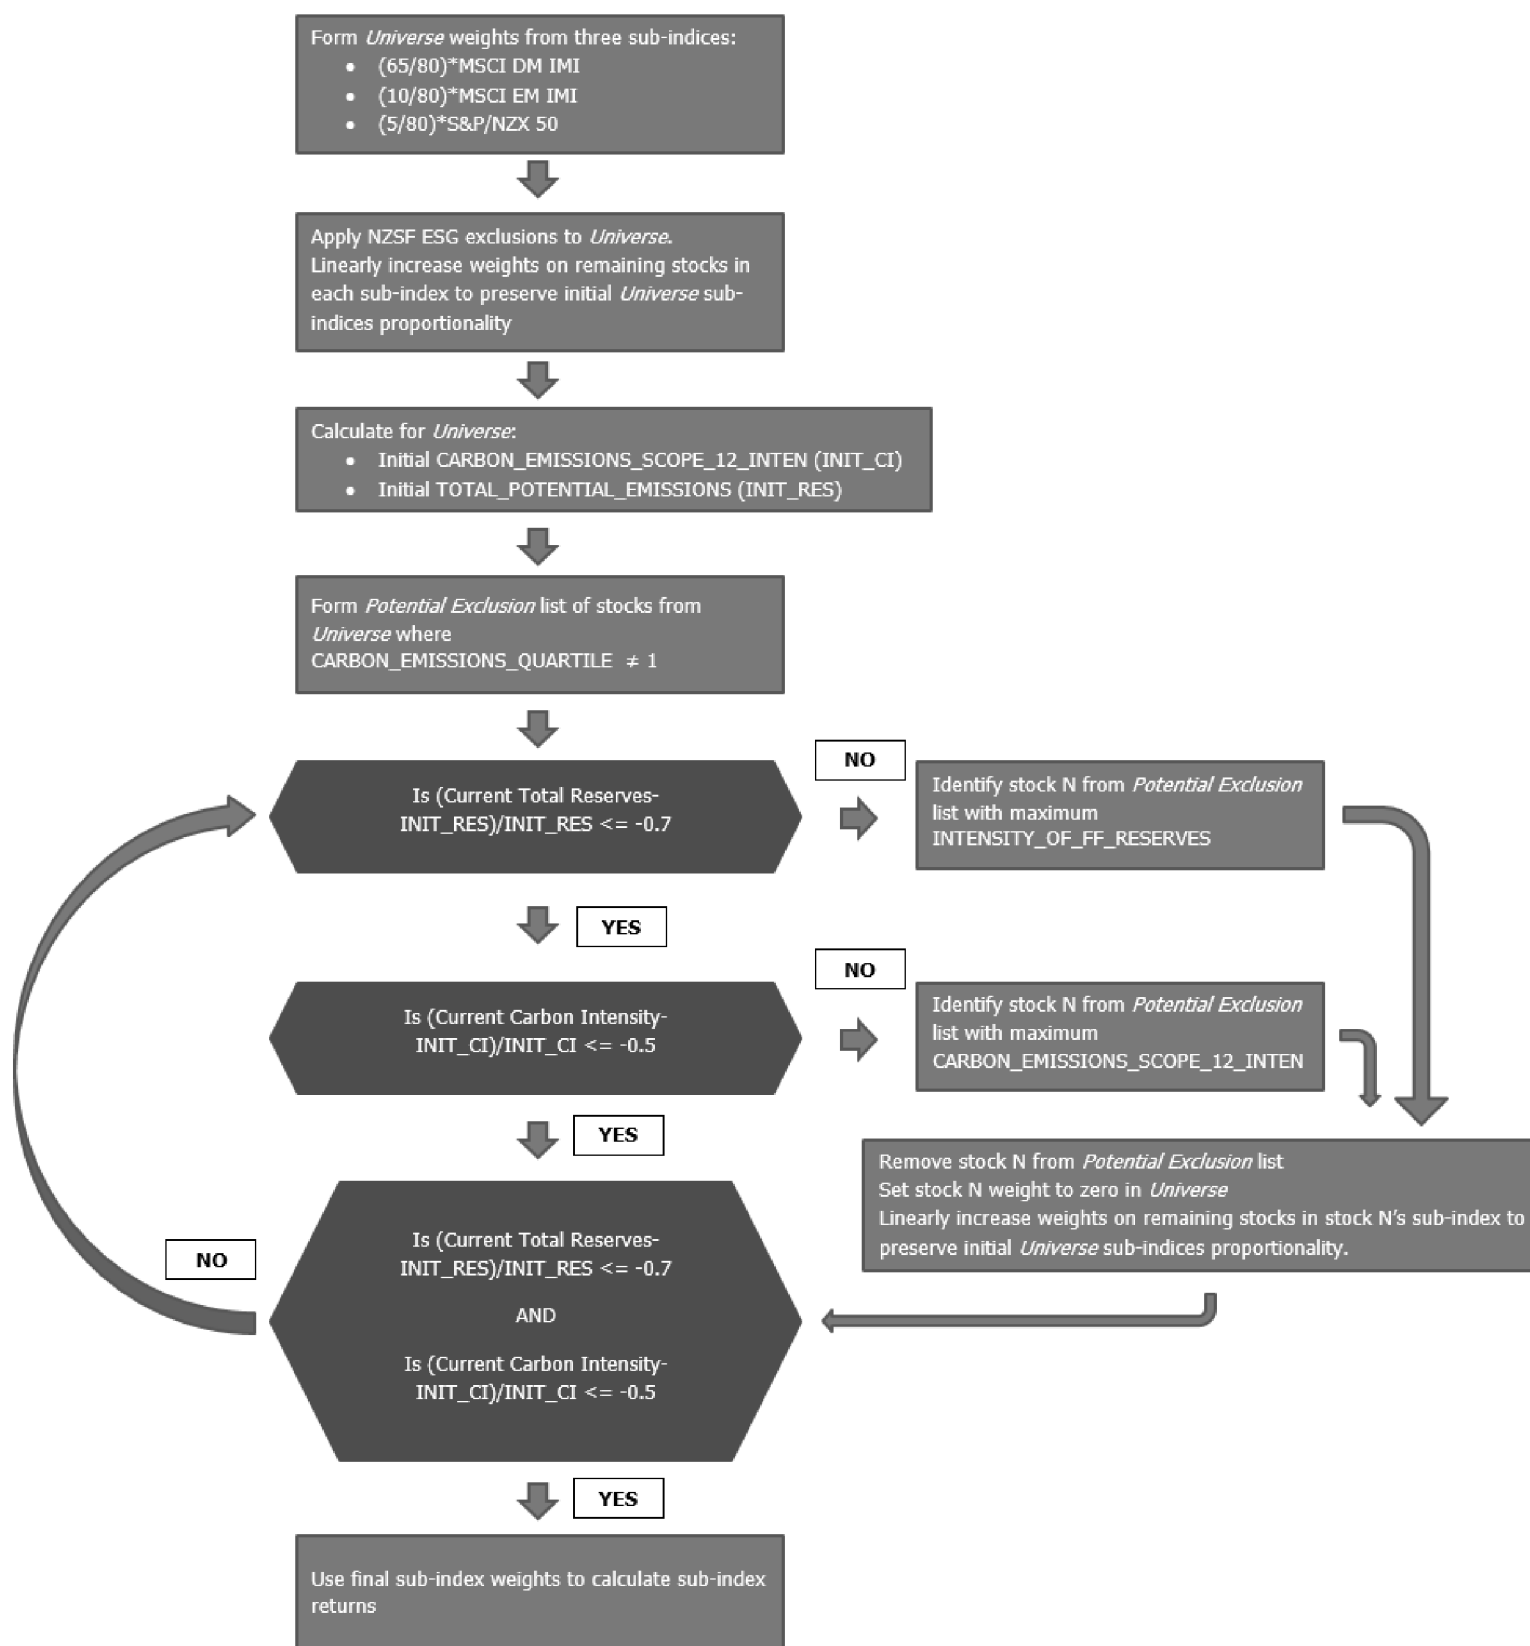 Form Universe weights from three sub-indices:
• (65/80)*MSCI DM IMI
• (10/80)*MSCI EM IMI
• (5/80)*S&P/NZX 50
Apply NZSF ESG exclusions to Universe.
Linearly increase weights on remaining stocks in
each sub-index to preserve initial Universe sub-
indices proportionality
Calculate for Universe:
• Initial CARBON_EMISSIONS_SCOPE_12_INTEN (INIT_CI)
• Initial TOTAL_POTENTIAL_EMISSIONS (INIT_RES)
Form Potential Exclusion list of stocks from
Universe where
CARBON_EMISSIONS_QUARTILE ≠ 1
Is (Current Total Reserves-
INIT_RES)/INIT_RES <= -0.7
NO
Identify stock N from Potential Exclusion
list with maximum
INTENSITY_OF_FF_RESERVES
YES
Is (Current Carbon Intensity-
INIT_CI)/INIT_CI <= -0.5
NO
Identify stock N from Potential Exclusion
list with maximum
CARBON_EMISSIONS_SCOPE_12_INTEN
YES
Remove stock N from Potential Exclusion list
Set stock N weight to zero in Universe
Linearly increase weights on remaining stocks in stock N's sub-index to
preserve initial Universe sub-indices proportionality.
NO
Is (Current Total Reserves-
INIT_RES)/INIT_RES <= -0.7
AND
Is (Current Carbon Intensity-
INIT_CI)/INIT_CI <= -0.5
YES
Use final sub-index weights to calculate sub-index
returns